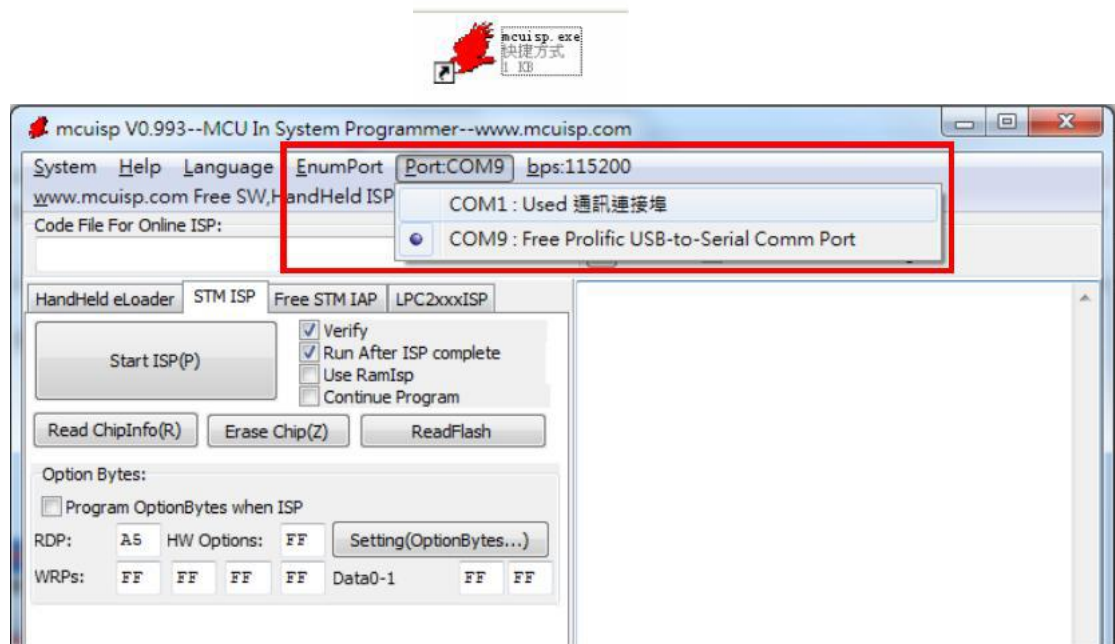 mcuisp.exe
快捷方式
1 KB
mcuisp V0.993--MCU In System Programmer--www.mcuisp.com
System Help Language EnumPort Port:COM9 bps:115200
www.mcuisp.com Free SW,HandHeld ISP
COM1 : Used 通訊連接埠
Code File For Online ISP:
COM9 : Free Prolific USB-to-Serial Comm Port
HandHeld eLoader STM ISP Free STM IAP LPC2xxxISP
Start ISP(P)
Verify
Run After ISP complete
Use RamIsp
Continue Program
Read ChipInfo(R) Erase Chip(Z) ReadFlash
Option Bytes:
Program OptionBytes when ISP
RDP: A5 HW Options: FF Setting(OptionBytes...)
WRPs: FF FF FF FF Data0-1 FF FF